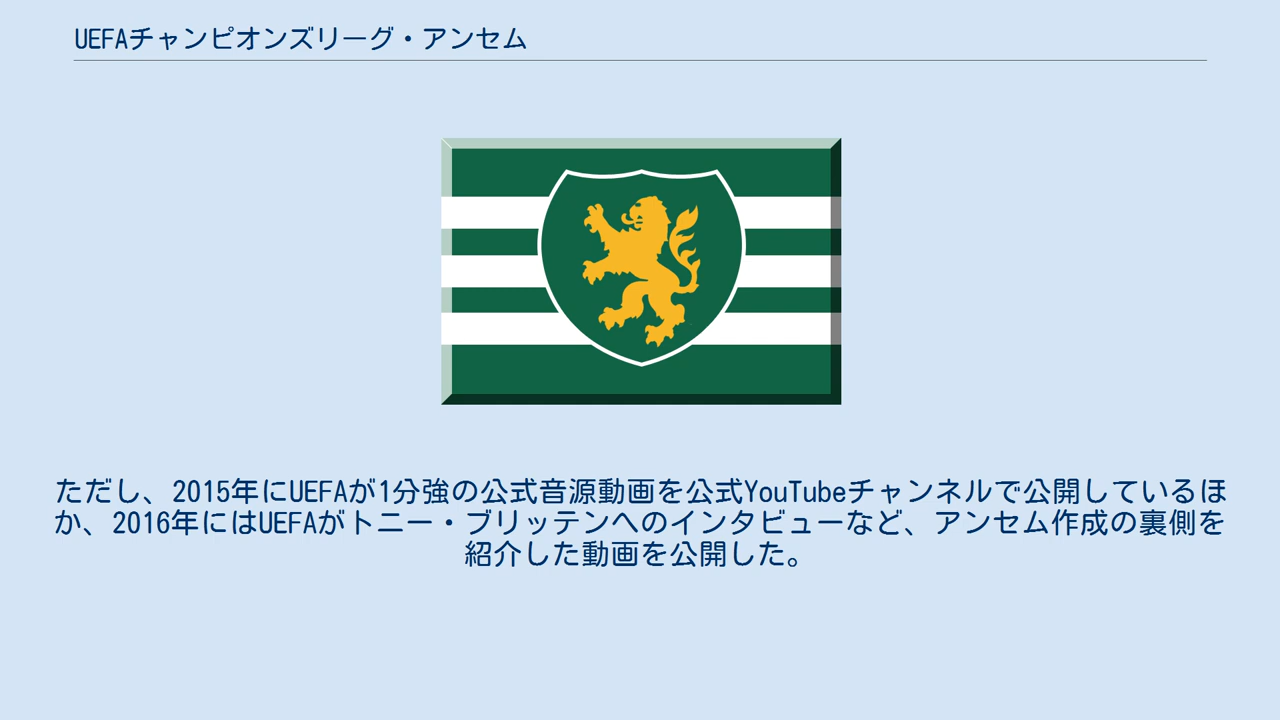 UEFAチャンピオンズリーグ・アンセム
ただし、2015年にUEFAが1分強の公式音源動画を公式YouTubeチャンネルで公開しているほ
か、2016年にはUEFAがトニー・ブリッテンへのインタビューなど、アンセム作成の裏側を
紹介した動画を公開した。